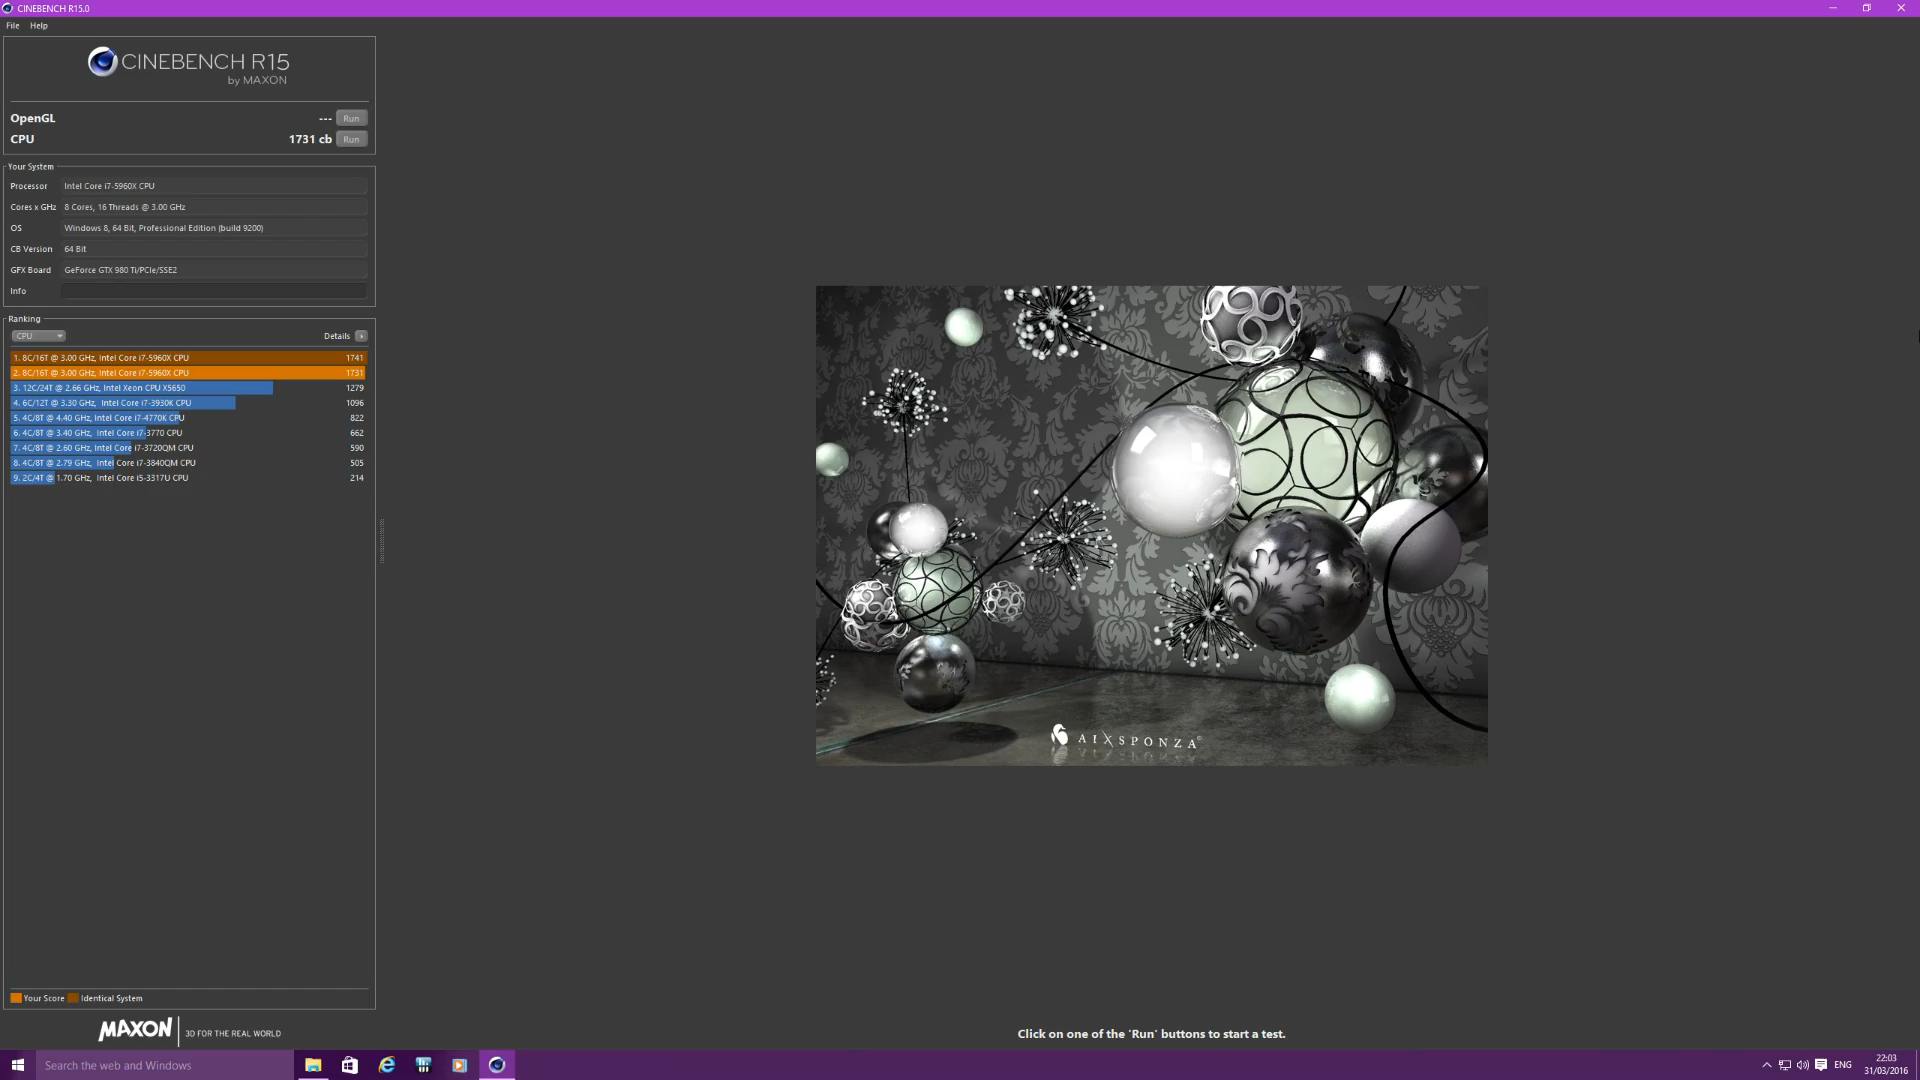 CINEBENCH R15.0
File Help
CINEBENCH R15
by MAXON
OpenGL --- Run
CPU 1731 cb Run
Your System
Processor Intel Core i7-5960X CPU
Cores x GHz 8 Cores, 16 Threads @ 3.00 GHz
OS Windows 8, 64 Bit, Professional Edition (build 9200)
CB Version 64 Bit
GFX Board GeForce GTX 980 Ti/PCIe/SSE2
Info
Ranking
CPU Details
1. 8C/16T @ 3.00 GHz, Intel Core i7-5960X CPU 1741
2. 8C/16T @ 3.00 GHz, Intel Core i7-5960X CPU 1731
3. 12C/24T @ 2.66 GHz, Intel Xeon CPU X5650 1279
4. 6C/12T @ 3.30 GHz, Intel Core i7-3930K CPU 1096
5. 4C/8T @ 4.40 GHz, Intel Core i7-4770K CPU 822
6. 4C/8T @ 3.40 GHz, Intel Core i7-3770 CPU 662
7. 4C/8T @ 2.60 GHz, Intel Core i7-3720QM CPU 590
8. 4C/8T @ 2.79 GHz, Intel Core i7-3840QM CPU 505
9. 2C/4T @ 1.70 GHz, Intel Core i5-3317U CPU 214
AIXSPONZA©
Your Score Identical System
MAXON 3D FOR THE REAL WORLD
Click on one of the 'Run' buttons to start a test.
Search the web and Windows
ENG
22:03
31/03/2016